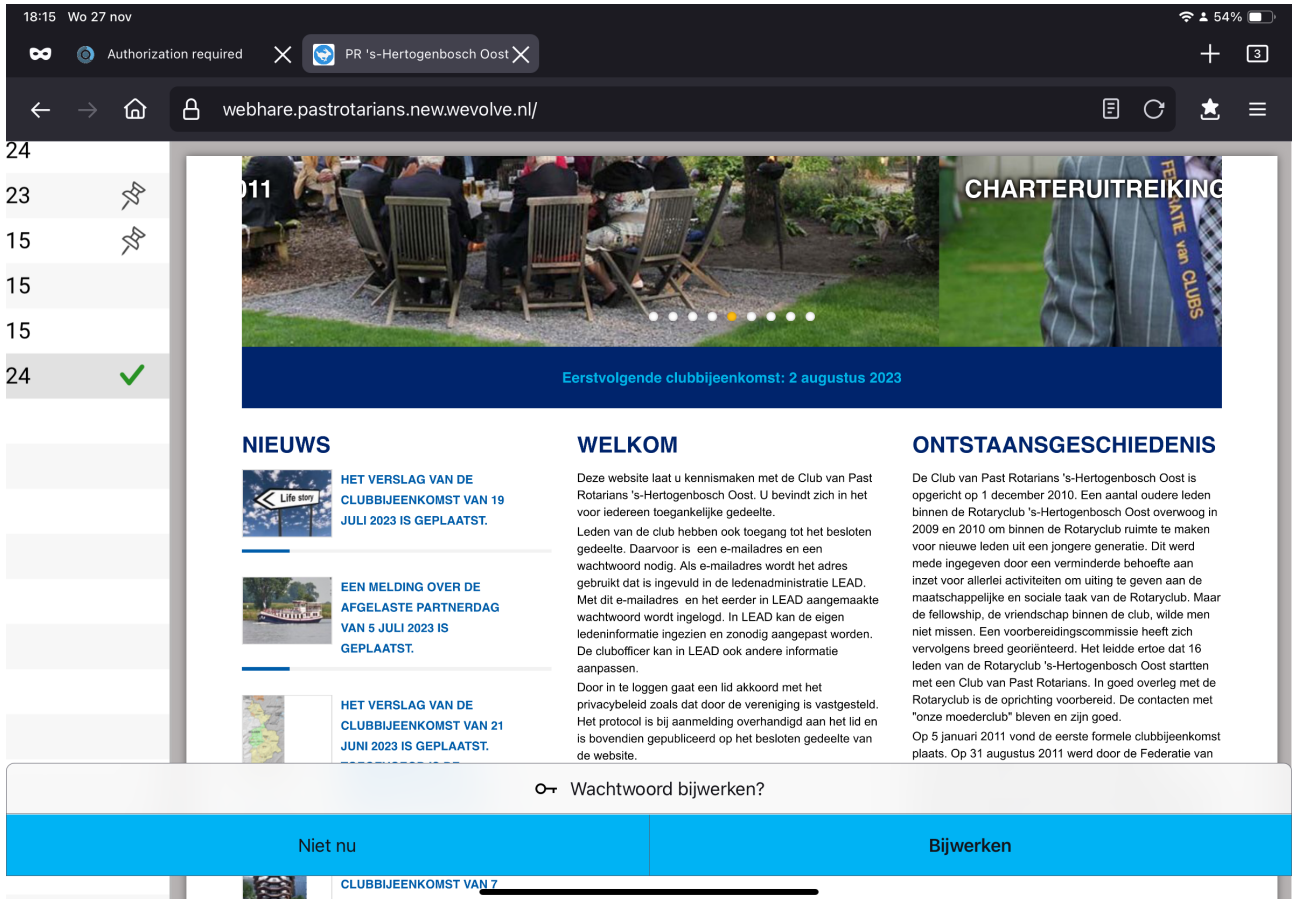 18:15 Wo 27 nov
54%
Authorization required
PR 's-Hertogenbosch Oost
3
webhare.pastrotarians.new.wevolve.nl/
24
23
15
15
15
24
011
CHARTERUITREIKING
FEDERATIE van CLUBS
Eerstvolgende clubbijeenkomst: 2 augustus 2023
NIEUWS
Life story
HET VERSLAG VAN DE
CLUBBIJEENKOMST VAN 19
JULI 2023 IS GEPLAATST.
EEN MELDING OVER DE
AFGELASTE PARTNERDAG
VAN 5 JULI 2023 IS
GEPLAATST.
HET VERSLAG VAN DE
CLUBBIJEENKOMST VAN 21
JUNI 2023 IS GEPLAATST.
WELKOM
Deze website laat u kennismaken met de Club van Past
Rotarians 's-Hertogenbosch Oost. U bevindt zich in het
voor iedereen toegankelijke gedeelte.
Leden van de club hebben ook toegang tot het besloten
gedeelte. Daarvoor is een e-mailadres en een
wachtwoord nodig. Als e-mailadres wordt het adres
gebruikt dat is ingevuld in de ledenadministratie LEAD.
Met dit e-mailadres en het eerder in LEAD aangemaakte
wachtwoord wordt ingelogd. In LEAD kan de eigen
ledeninformatie ingezien en zonodig aangepast worden.
De clubofficer kan in LEAD ook andere informatie
aanpassen.
Door in te loggen gaat een lid akkoord met het
privacybeleid zoals dat door de vereniging is vastgesteld.
Het protocol is bij aanmelding overhandigd aan het lid en
is bovendien gepubliceerd op het besloten gedeelte van
de website.
ONTSTAANSGESCHIEDENIS
De Club van Past Rotarians 's-Hertogenbosch Oost is
opgericht op 1 december 2010. Een aantal oudere leden
binnen de Rotaryclub 's-Hertogenbosch Oost overwoog in
2009 en 2010 om binnen de Rotaryclub ruimte te maken
voor nieuwe leden uit een jongere generatie. Dit werd
mede ingegeven door een verminderde behoefte aan
inzet voor allerlei activiteiten om uiting te geven aan de
maatschappelijke en sociale taak van de Rotaryclub. Maar
de fellowship, de vriendschap binnen de club, wilde men
niet missen. Een voorbereidingscommissie heeft zich
vervolgens breed georiënteerd. Het leidde ertoe dat 16
leden van de Rotaryclub 's-Hertogenbosch Oost startten
met een Club van Past Rotarians. In goed overleg met de
Rotaryclub is de oprichting voorbereid. De contacten met
"onze moederclub" bleven en zijn goed.
Op 5 januari 2011 vond de eerste formele clubbijeenkomst
plaats. Op 31 augustus 2011 werd door de Federatie van
Wachtwoord bijwerken?
Niet nu
Bijwerken
CLUBBIJEENKOMST VAN 7